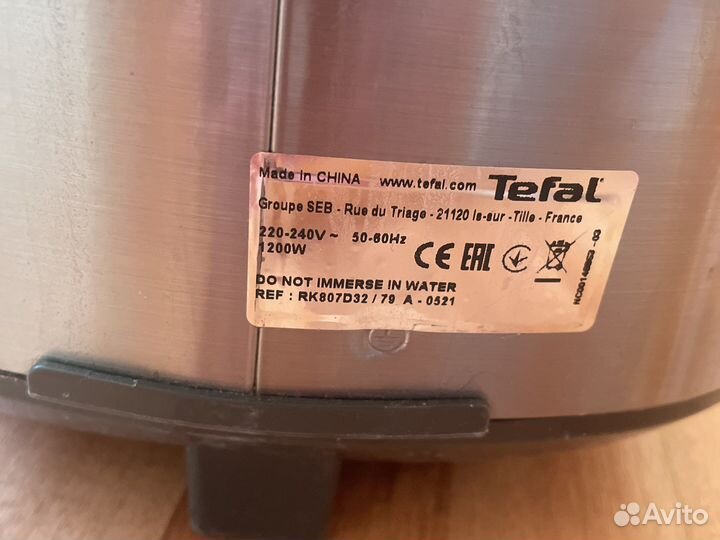 Made in CHINA www.tefal.com Tefal
Groupe SEB - Rue du Triage - 21120 Is-sur-Tille - France
220-240V ~ 50-60Hz
1200W
CE EAC
DO NOT IMMERSE IN WATER
REF : RK807D32 / 79 A - 0521
Avito